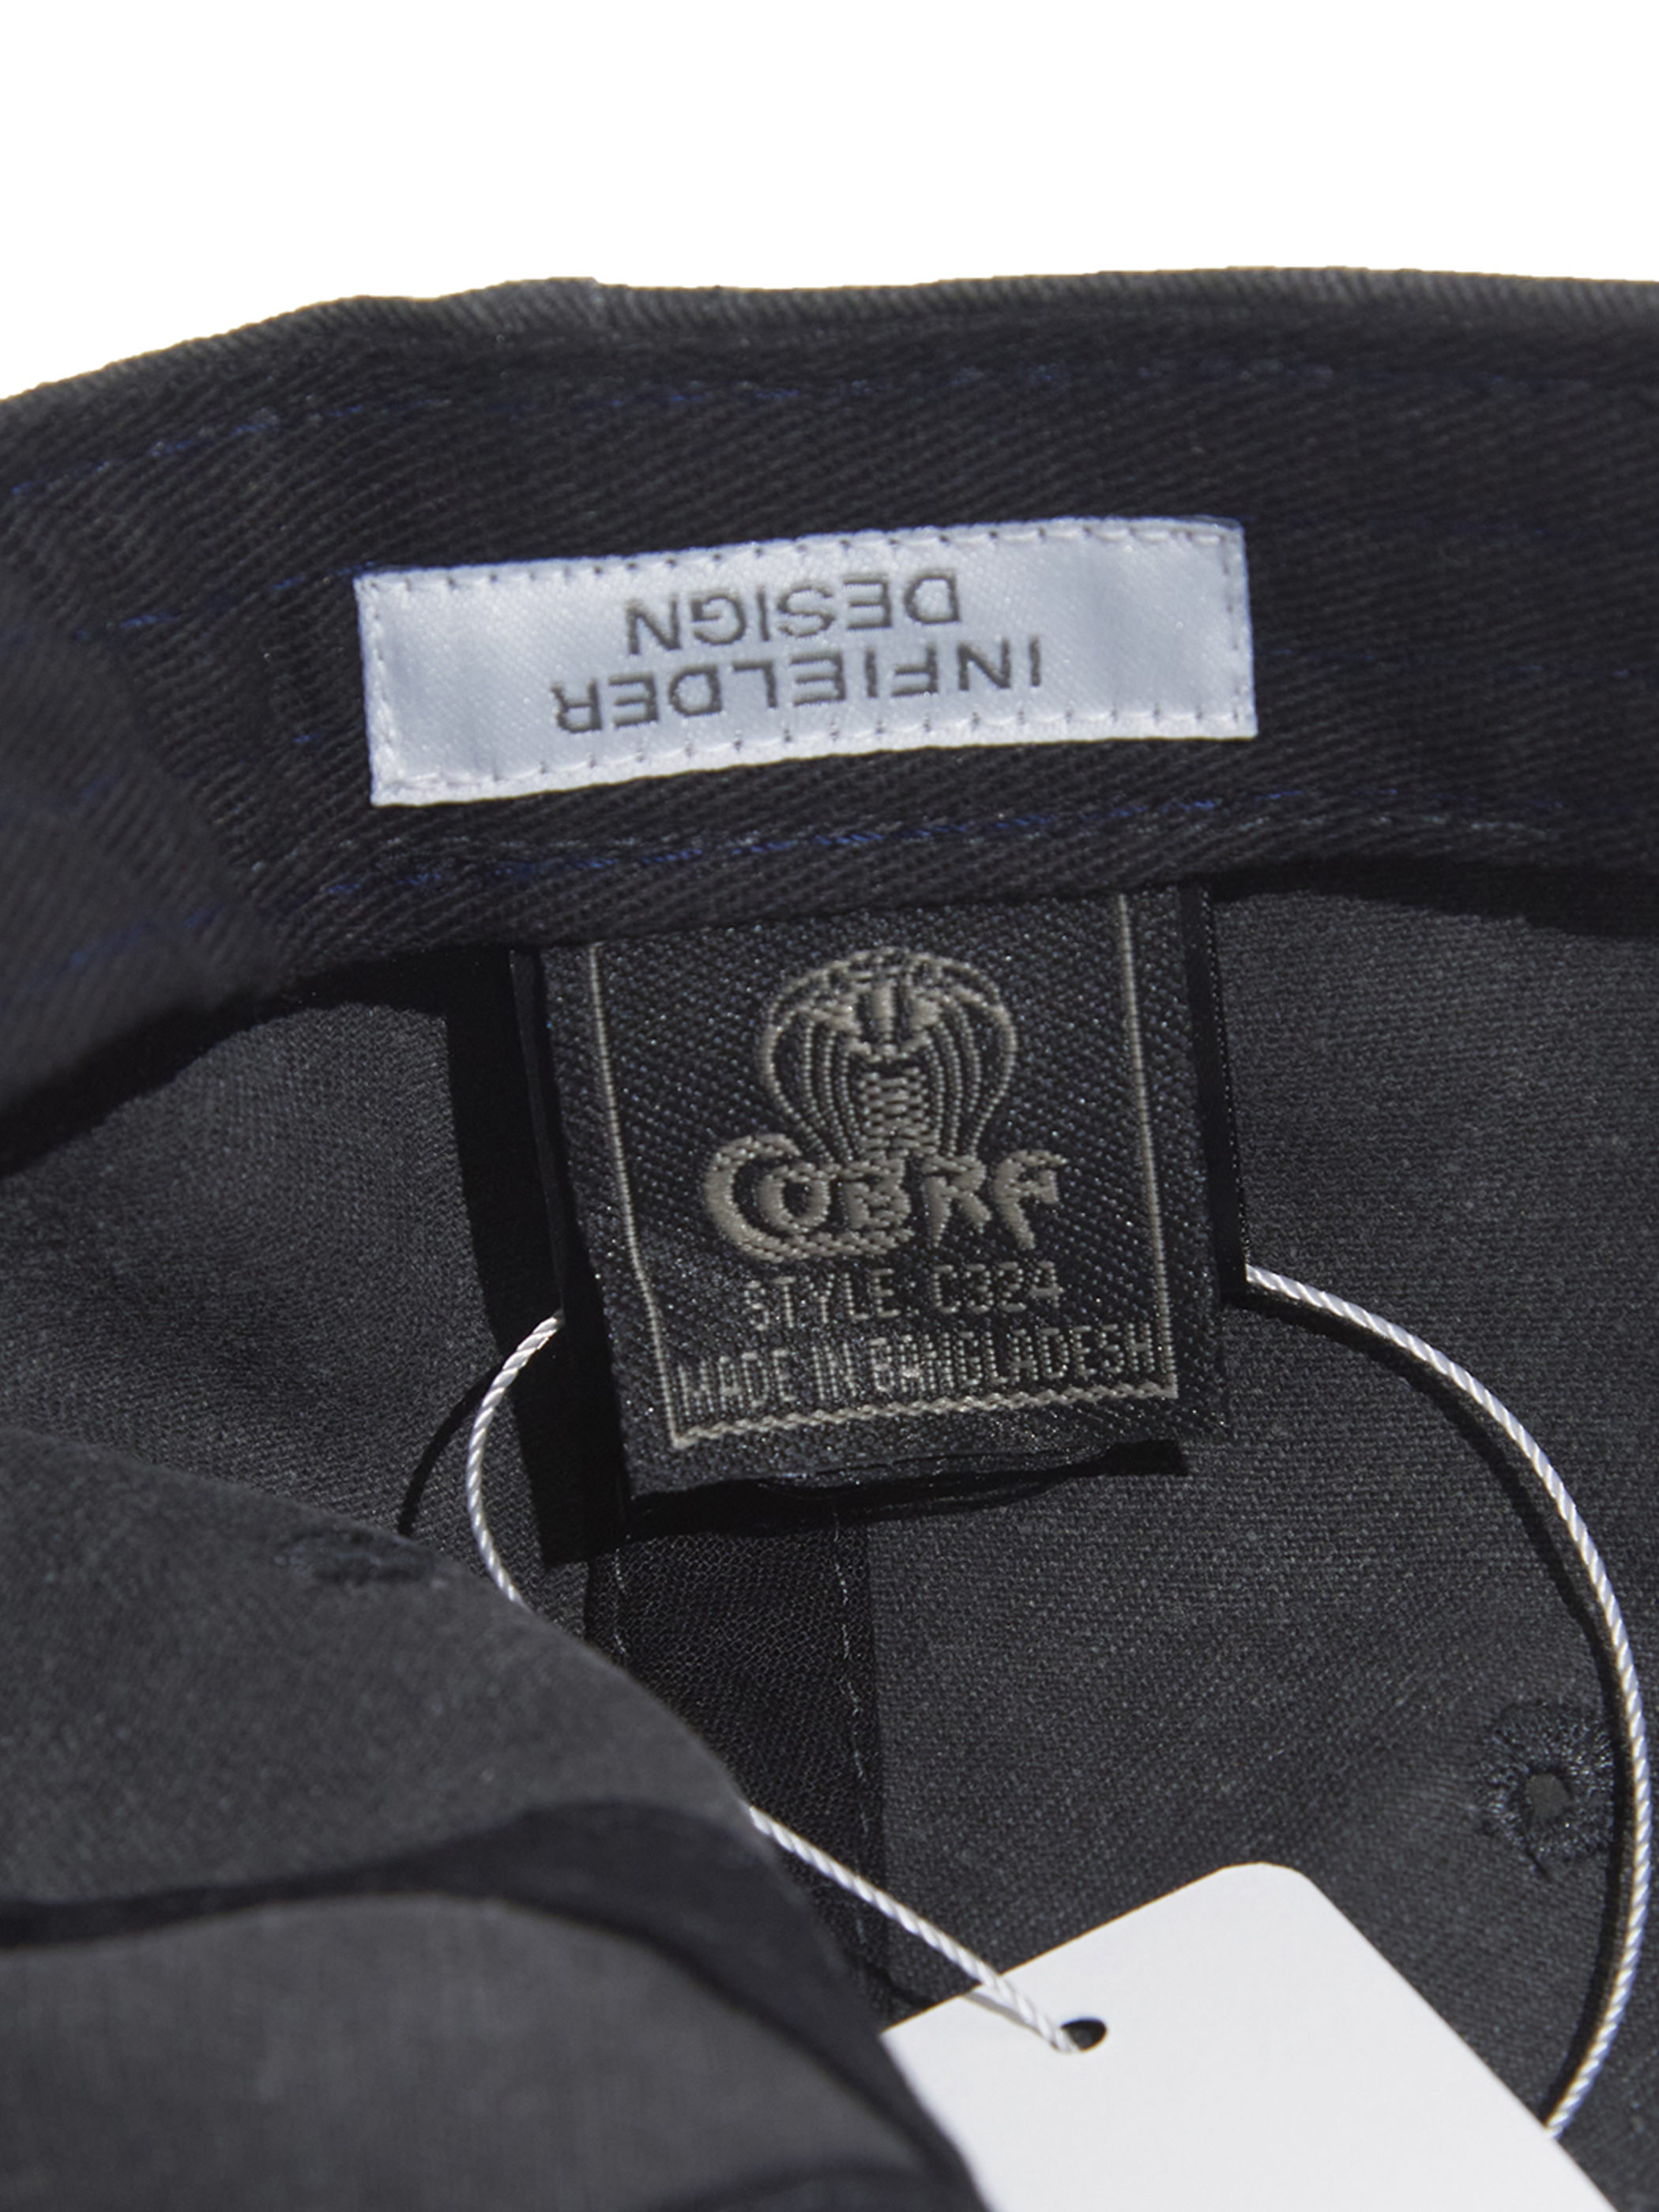 INFIELDER
DESIGN
COBRA
STYLE: C324
MADE IN BANGLADESH